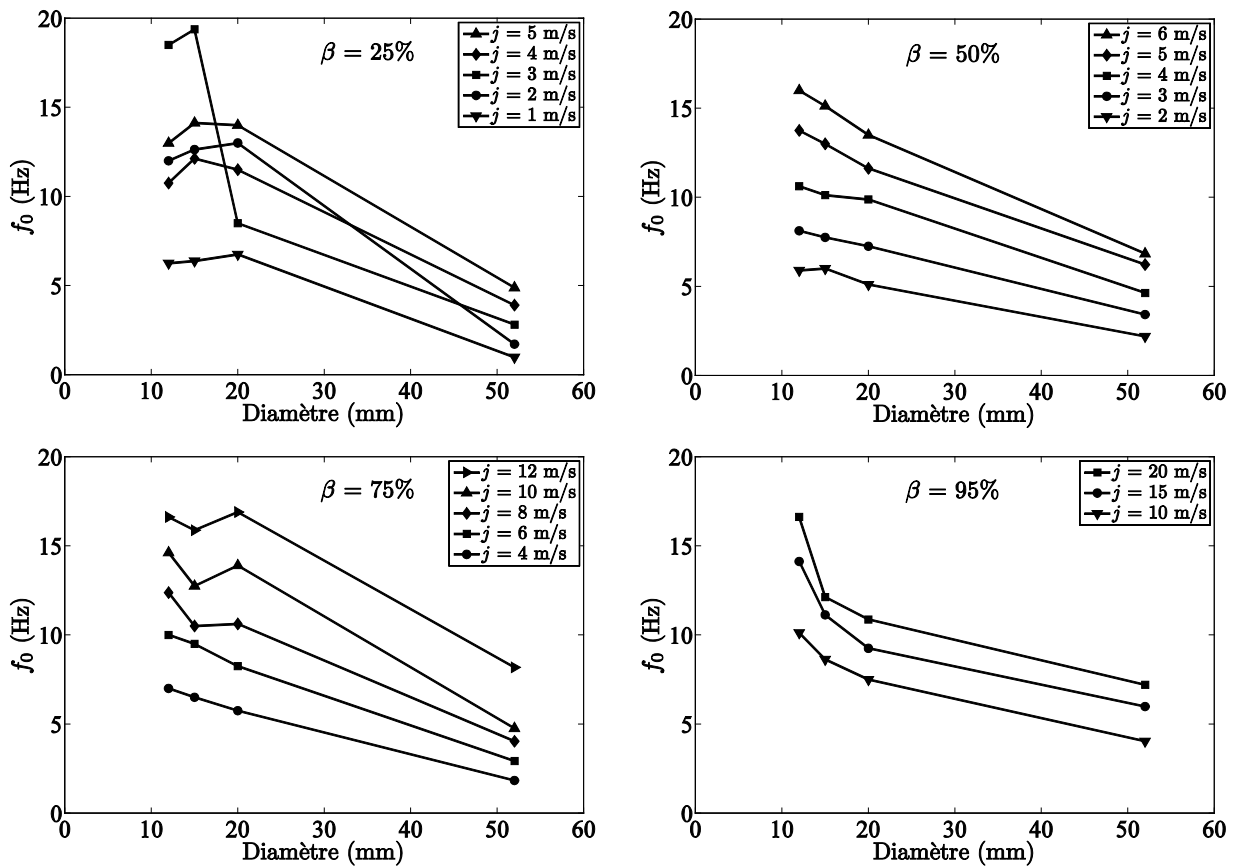 20
15
10
5
0
f₀ (Hz)
β = 25%
j = 5 m/s
j = 4 m/s
j = 3 m/s
j = 2 m/s
j = 1 m/s
0 10 20 30 40 50 60
Diamètre (mm)
20
15
10
5
0
f₀ (Hz)
β = 50%
j = 6 m/s
j = 5 m/s
j = 4 m/s
j = 3 m/s
j = 2 m/s
0 10 20 30 40 50 60
Diamètre (mm)
20
15
10
5
0
f₀ (Hz)
β = 75%
j = 12 m/s
j = 10 m/s
j = 8 m/s
j = 6 m/s
j = 4 m/s
0 10 20 30 40 50 60
Diamètre (mm)
20
15
10
5
0
f₀ (Hz)
β = 95%
j = 20 m/s
j = 15 m/s
j = 10 m/s
0 10 20 30 40 50 60
Diamètre (mm)